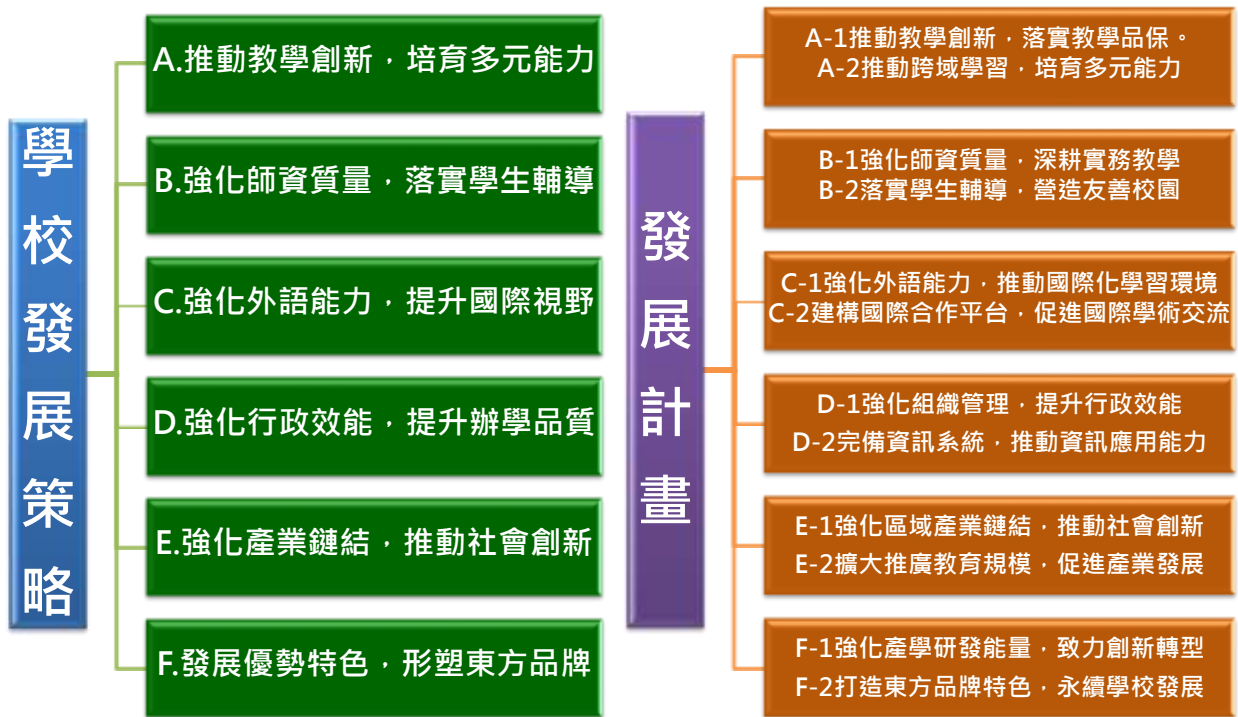 學校發展策略
A.推動教學創新，培育多元能力
B.強化師資質量，落實學生輔導
C.強化外語能力，提升國際視野
D.強化行政效能，提升辦學品質
E.強化產業鏈結，推動社會創新
F.發展優勢特色，形塑東方品牌
發展計畫
A-1推動教學創新，落實教學品保。
A-2推動跨域學習，培育多元能力
B-1強化師資質量，深耕實務教學
B-2落實學生輔導，營造友善校園
C-1強化外語能力，推動國際化學習環境
C-2建構國際合作平台，促進國際學術交流
D-1強化組織管理，提升行政效能
D-2完備資訊系統，推動資訊應用能力
E-1強化區域產業鏈結，推動社會創新
E-2擴大推廣教育規模，促進產業發展
F-1強化產學研發能量，致力創新轉型
F-2打造東方品牌特色，永續學校發展